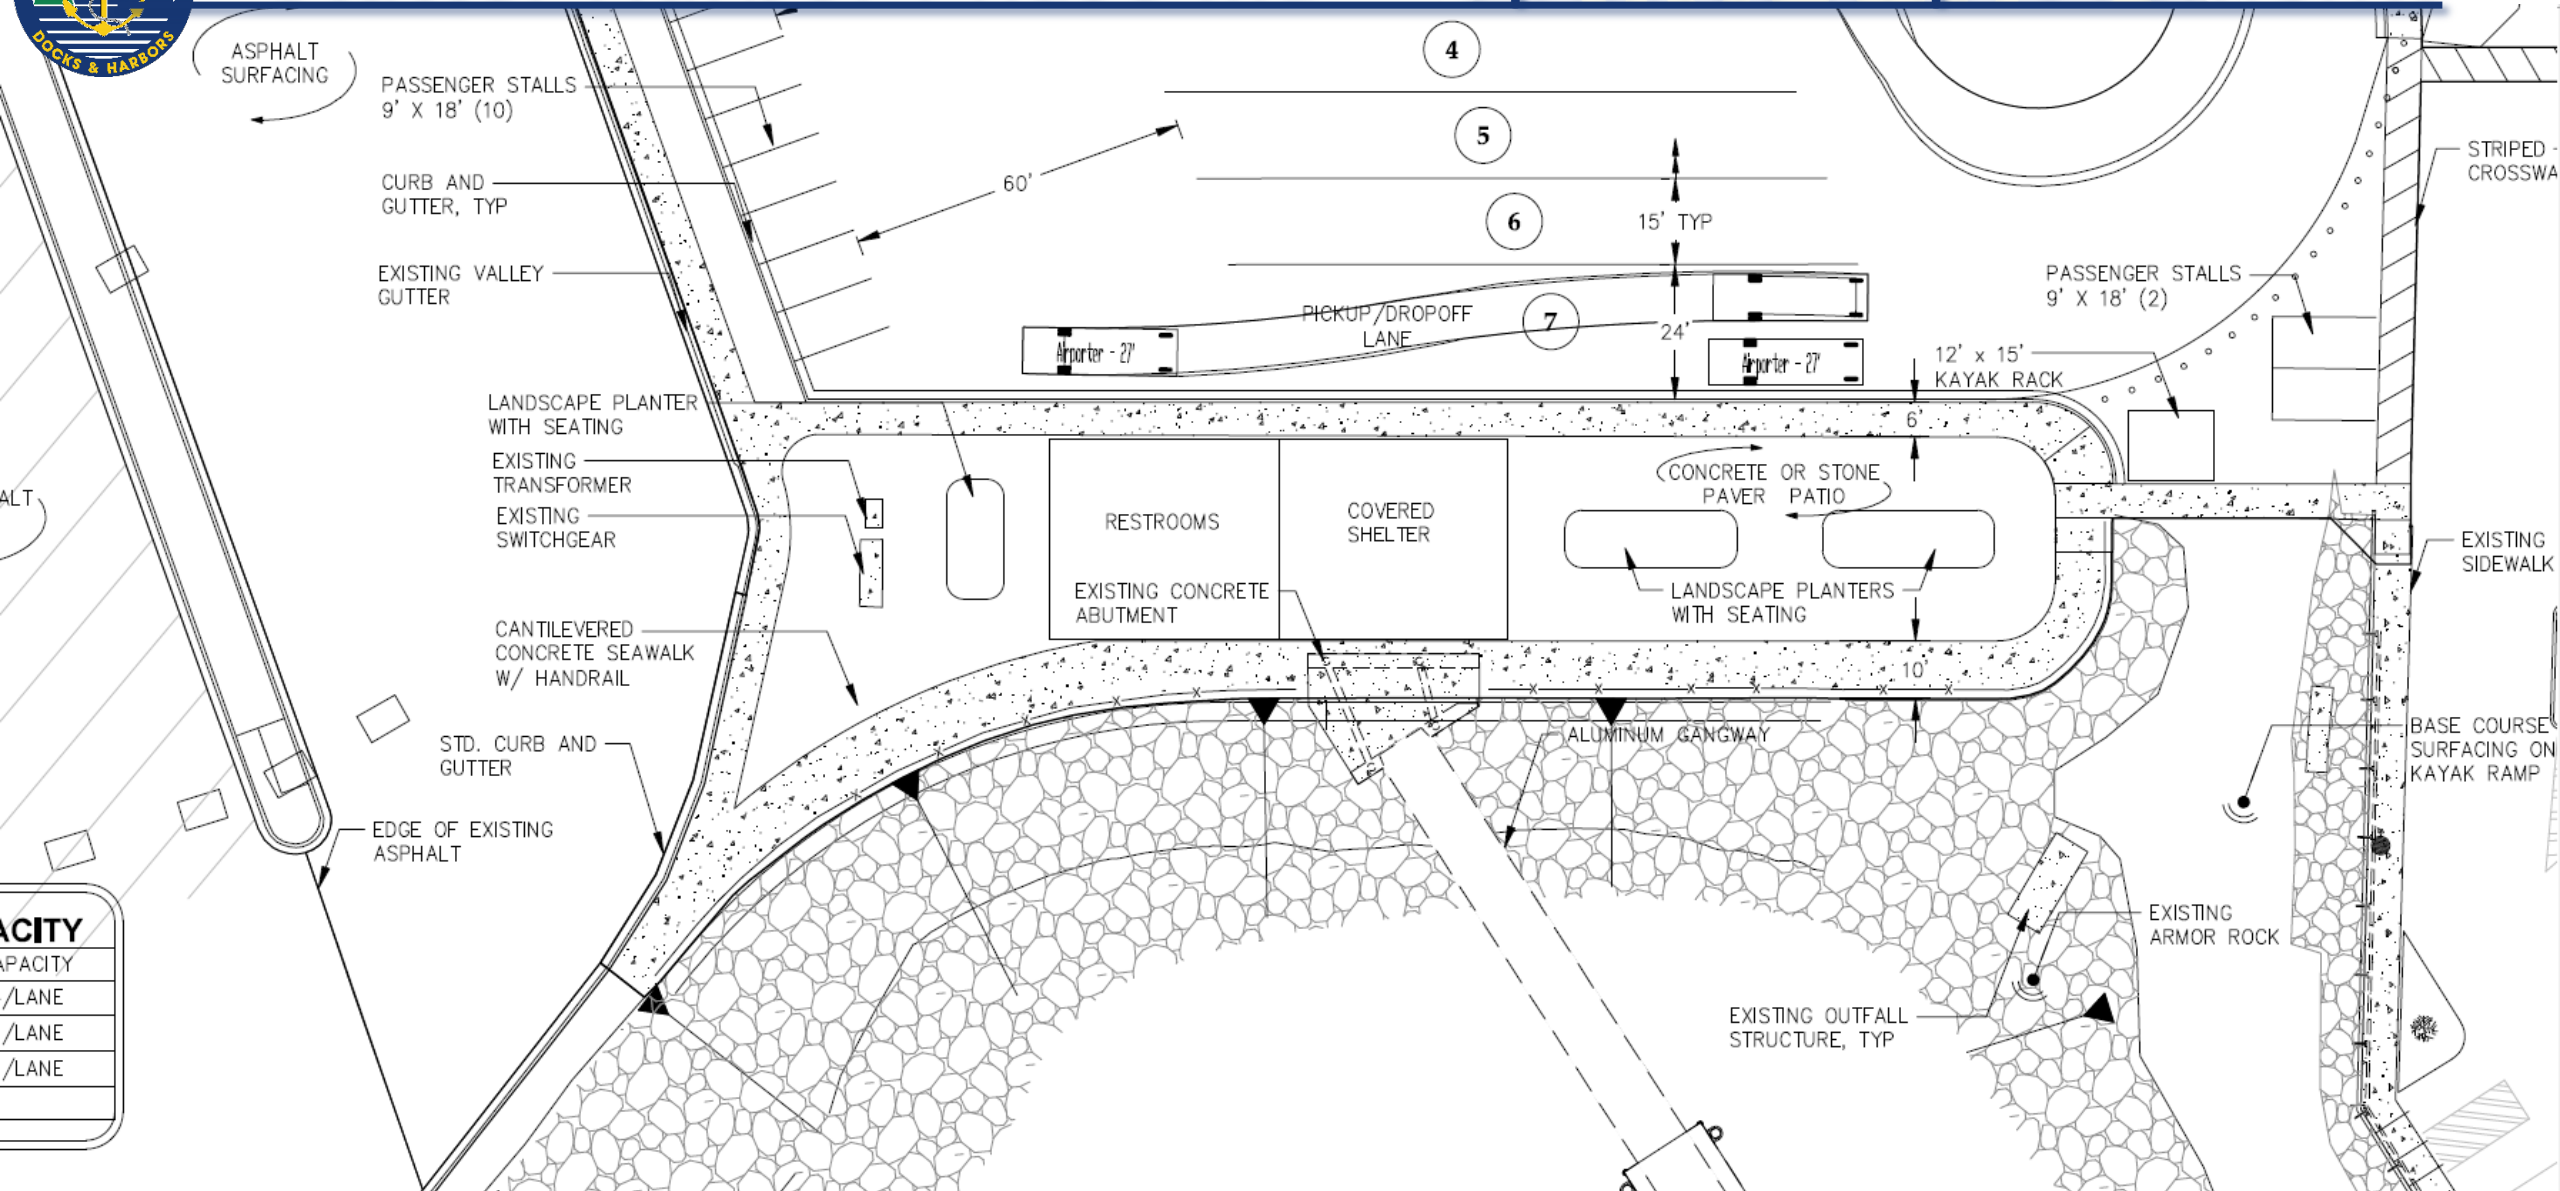 DOCKS & HARBORS
ASPHALT
SURFACING
PASSENGER STALLS
9' X 18' (10)
CURB AND
GUTTER, TYP
EXISTING VALLEY
GUTTER
4
5
6
7
60'
15' TYP
24'
PICKUP/DROPOFF
LANE
Airporter - 27'
Airporter - 27'
STRIPED
PASSENGER STALLS
9' X 18' (2)
12' x 15'
KAYAK RACK
6'
LANDSCAPE PLANTER
WITH SEATING
EXISTING
TRANSFORMER
EXISTING
SWITCHGEAR
RESTROOMS
COVERED
SHELTER
CONCRETE OR STONE
PAVER PATIO
EXISTING CONCRETE
ABUTMENT
LANDSCAPE PLANTERS
WITH SEATING
EXISTING
SIDEWALK
CANTILEVERED
CONCRETE SEAWALK
W/ HANDRAIL
10'
STD. CURB AND
GUTTER
ALUMINUM GANGWAY
BASE COURSE
SURFACING ON
KAYAK RAMP
EDGE OF EXISTING
ASPHALT
EXISTING
ARMOR ROCK
EXISTING OUTFALL
STRUCTURE, TYP
/LANE
/LANE
/LANE